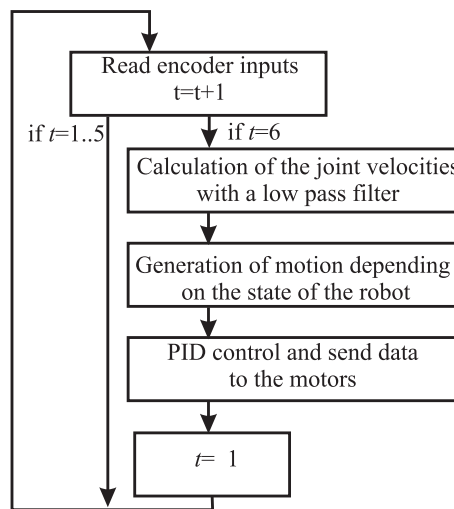 Read encoder inputs
t=t+1
if t=1..5
if t=6
Calculation of the joint velocities
with a low pass filter
Generation of motion depending
on the state of the robot
PID control and send data
to the motors
t= 1